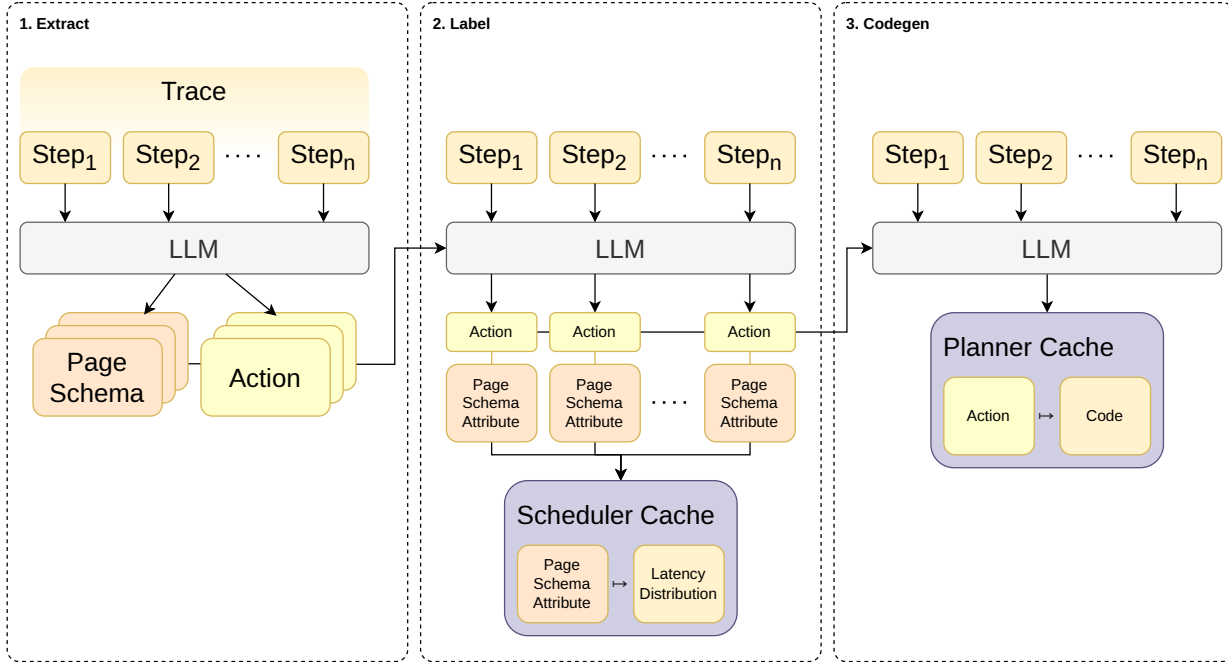 1. Extract
Trace
Step1
Step2
....
Stepn
LLM
Page
Schema
Action
2. Label
Step1
Step2
....
Stepn
LLM
Action
Action
Action
Page
Schema
Attribute
Page
Schema
Attribute
....
Page
Schema
Attribute
Scheduler Cache
Page
Schema
Attribute
↦
Latency
Distribution
3. Codegen
Step1
Step2
....
Stepn
LLM
Planner Cache
Action
↦
Code